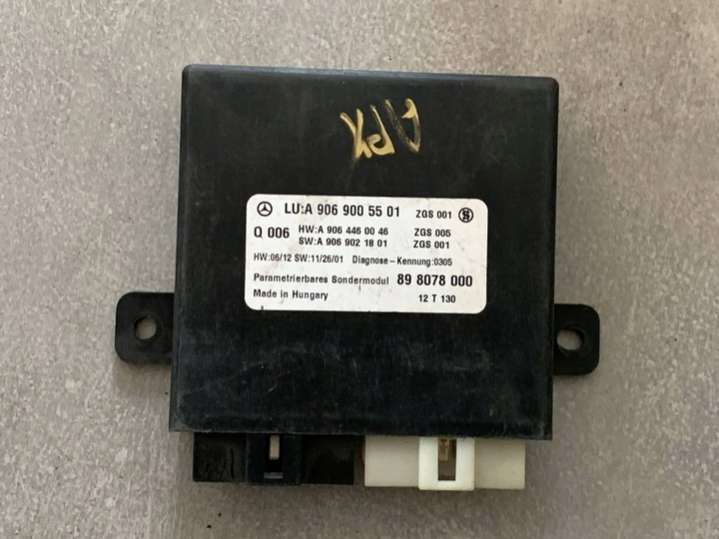 LU:A 906 900 55 01 ZGS 001
Q 006 HW:A 906 446 00 46 ZGS 005
SW:A 906 902 18 01 ZGS 001
HW:06/12 SW:11/26/01 Diagnose - Kennung:0305
Parametrierbares Sondermodul 89 8078 000
Made in Hungary 12 T 130